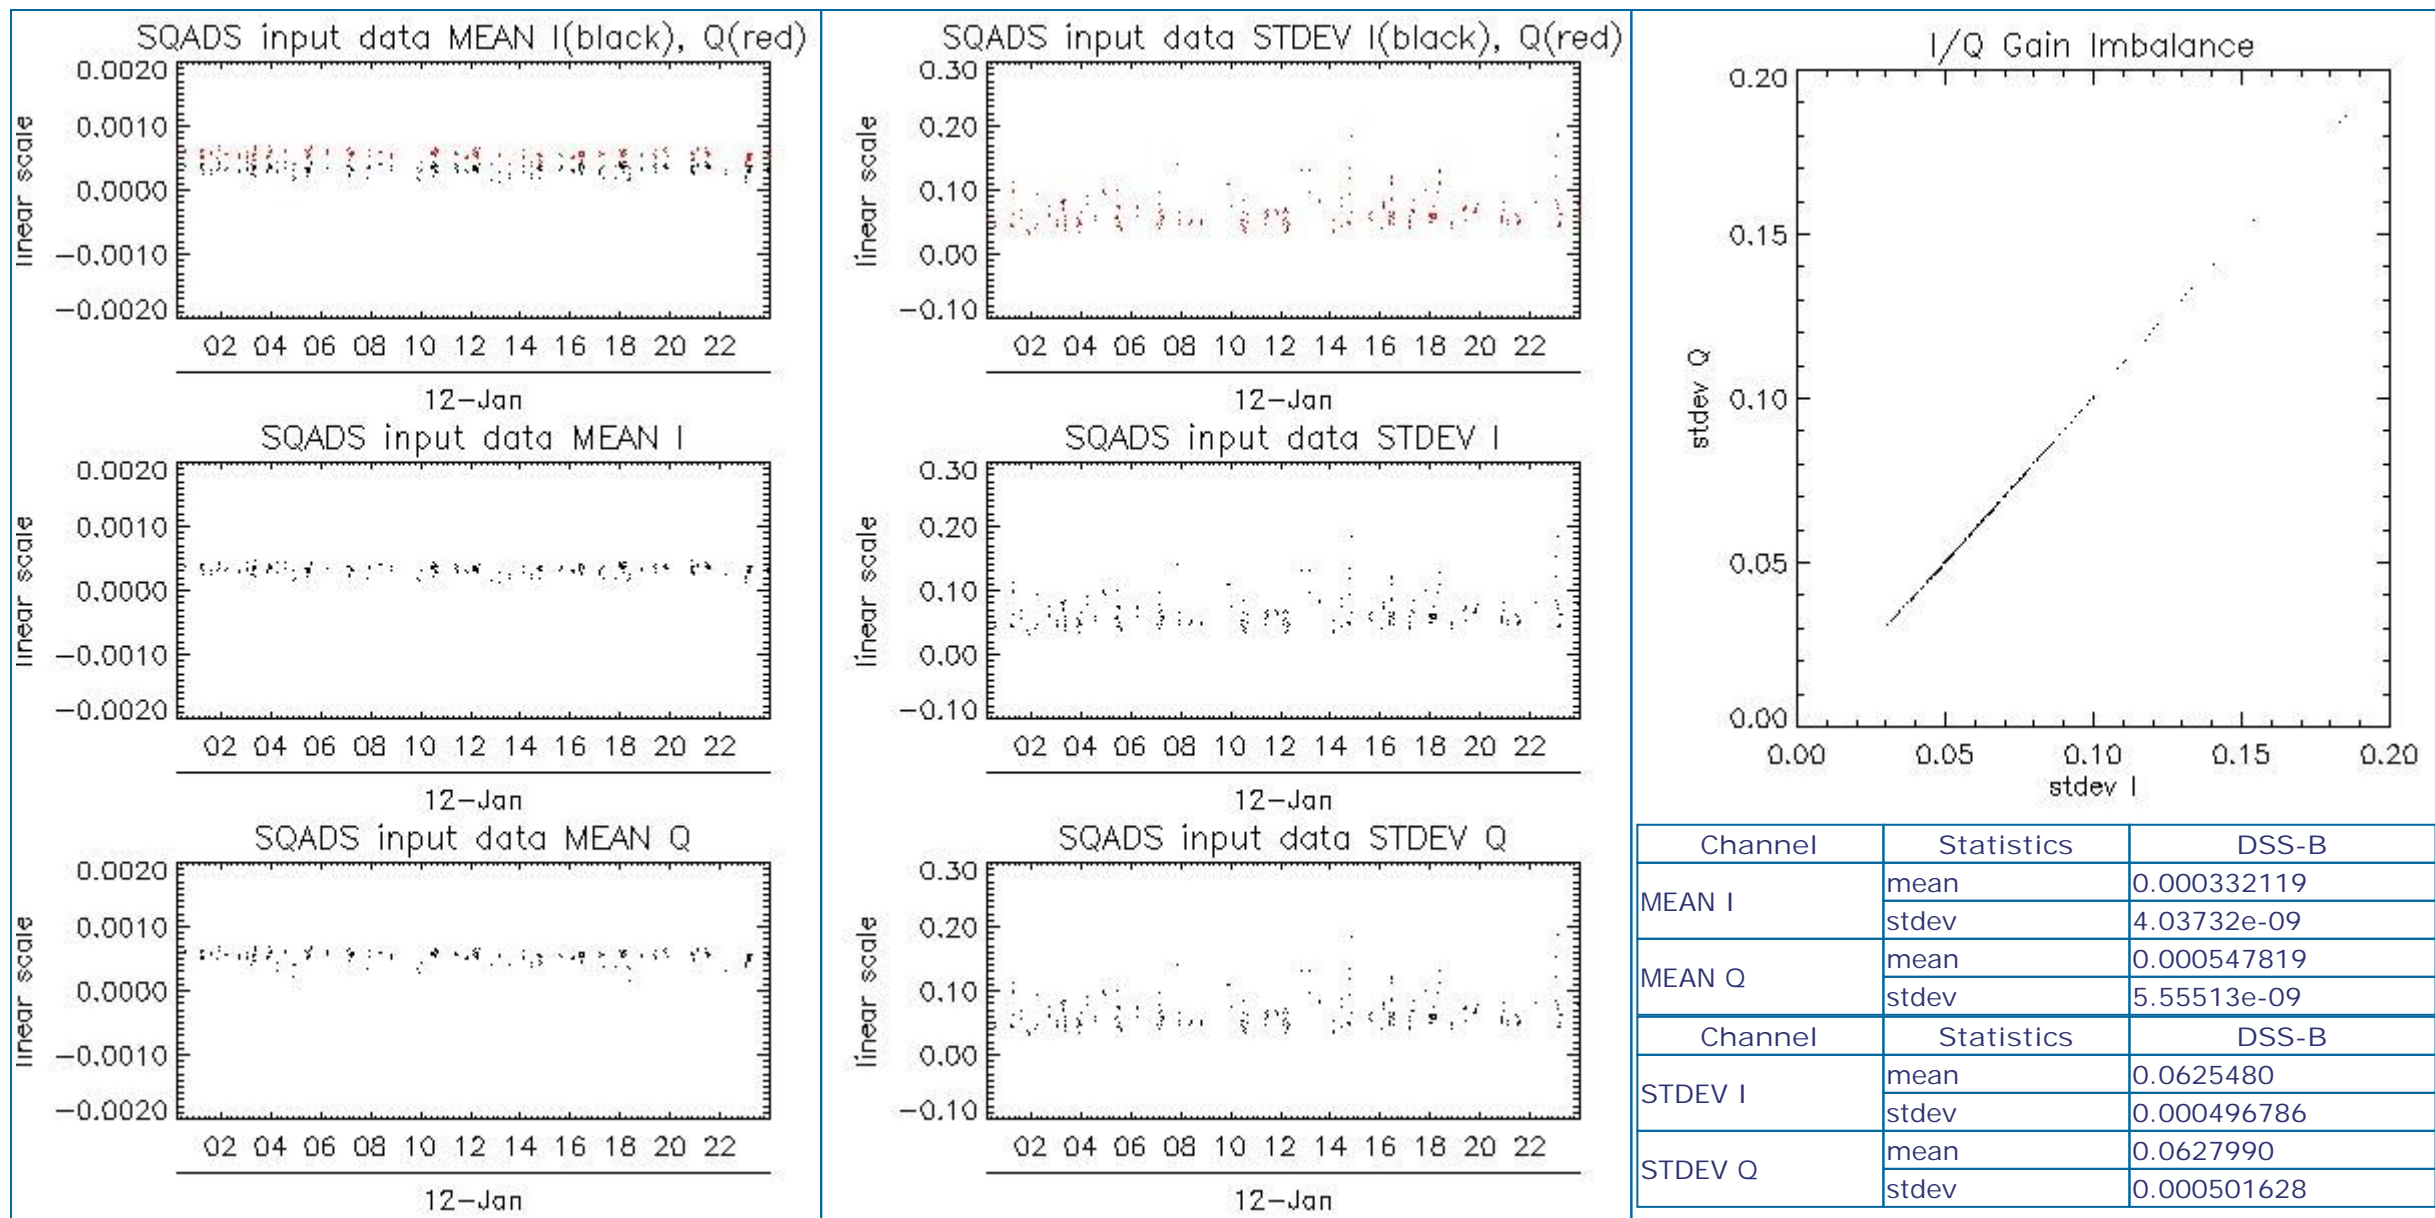 SQADS input data MEAN I(black), Q(red)
0.0020
0.0010
0.0000
-0.0010
-0.0020
linear scale
02 04 06 08 10 12 14 16 18 20 22
12-Jan
SQADS input data MEAN I
0.0020
0.0010
0.0000
-0.0010
-0.0020
linear scale
02 04 06 08 10 12 14 16 18 20 22
12-Jan
SQADS input data MEAN Q
0.0020
0.0010
0.0000
-0.0010
-0.0020
linear scale
02 04 06 08 10 12 14 16 18 20 22
12-Jan
SQADS input data STDEV I(black), Q(red)
0.30
0.20
0.10
0.00
-0.10
linear scale
02 04 06 08 10 12 14 16 18 20 22
12-Jan
SQADS input data STDEV I
0.30
0.20
0.10
0.00
-0.10
linear scale
02 04 06 08 10 12 14 16 18 20 22
12-Jan
SQADS input data STDEV Q
0.30
0.20
0.10
0.00
-0.10
linear scale
02 04 06 08 10 12 14 16 18 20 22
12-Jan
I/Q Gain Imbalance
0.20
0.15
0.10
0.05
0.00
stdev Q
0.00 0.05 0.10 0.15 0.20
stdev I
Channel Statistics DSS-B
MEAN I mean 0.000332119
stdev 4.03732e-09
MEAN Q mean 0.000547819
stdev 5.55513e-09
Channel Statistics DSS-B
STDEV I mean 0.0625480
stdev 0.000496786
STDEV Q mean 0.0627990
stdev 0.000501628